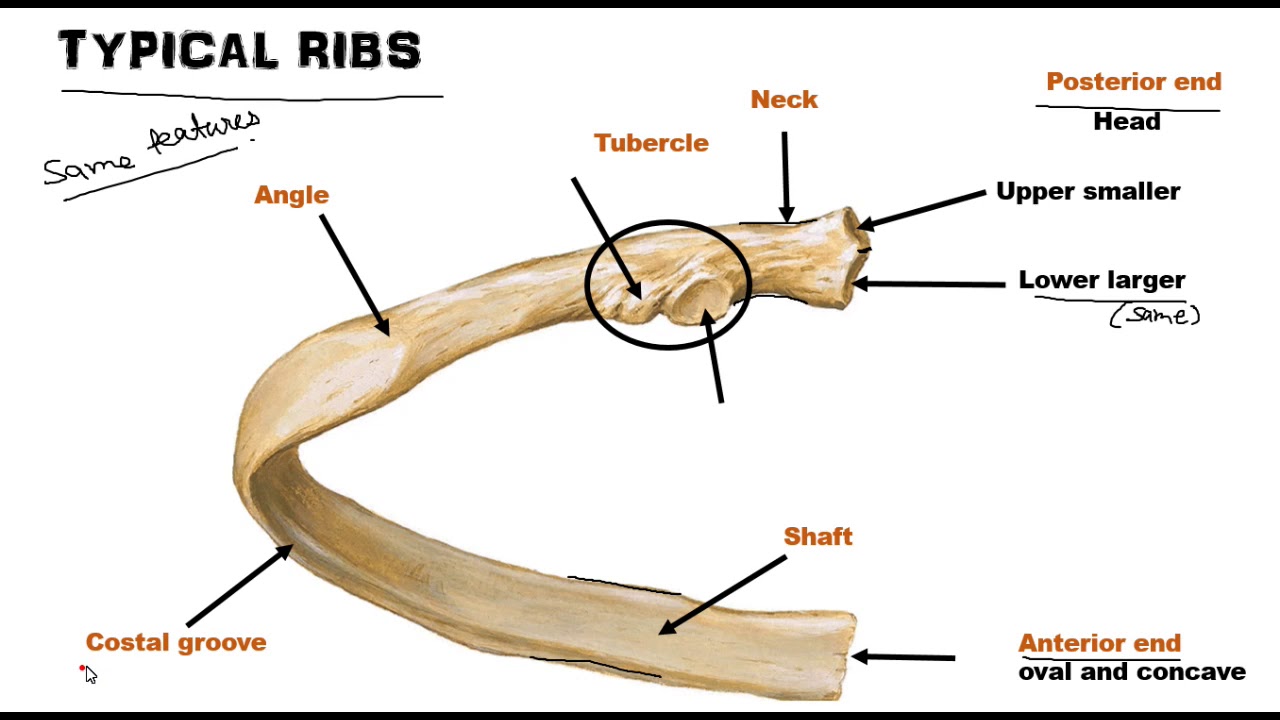 TYPICAL RIBS
Same features
Posterior end
Head
Neck
Tubercle
Angle
Upper smaller
Lower larger
(same)
Shaft
Costal groove
Anterior end
oval and concave